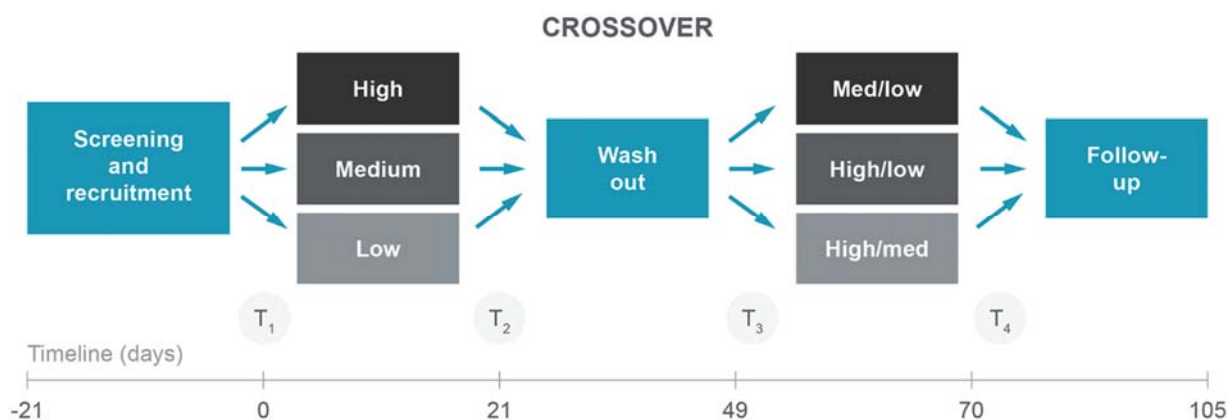 CROSSOVER
Screening
and
recruitment
High
Medium
Low
Wash
out
Med/low
High/low
High/med
Follow-
up
T₁
T₂
T₃
T₄
Timeline (days)
-21
0
21
49
70
105